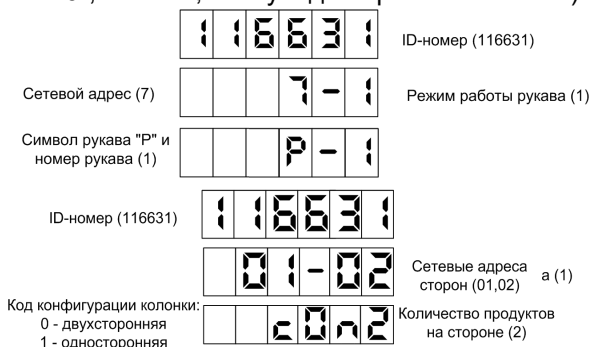 116631 ID-номер (116631)
Сетевой адрес (7) 7-1 Режим работы рукава (1)
Символ рукава "Р" и
номер рукава (1) P-1
ID-номер (116631) 116631
01-02 Сетевые адреса
сторон (01,02) а (1)
Код конфигурации колонки:
0 - двухсторонняя
1 - односторонняя
c0n2 Количество продуктов
на стороне (2)